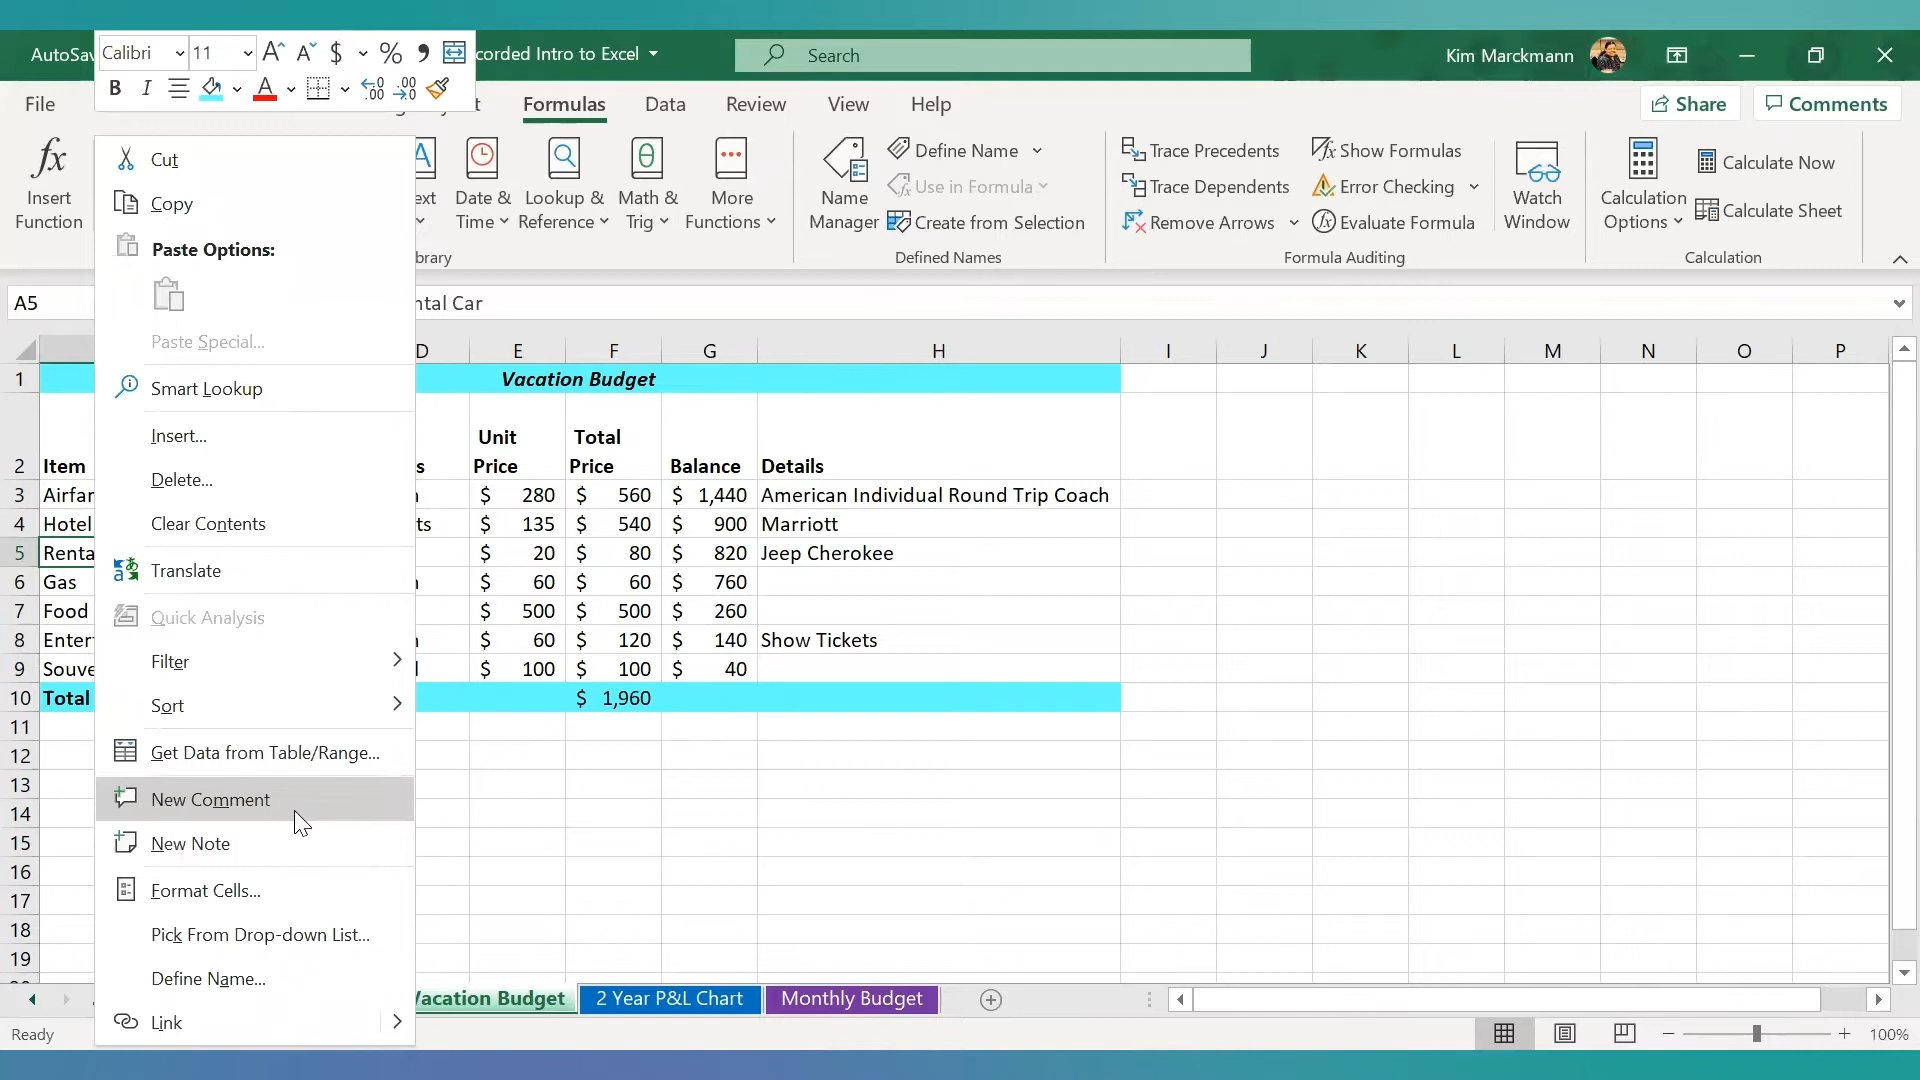 AutoSav
corded Intro to Excel
Search
Kim Marckmann
Calibri 11
File
Formulas
Data
Review
View
Help
Share
Comments
Insert
Function
Date &
Time
Lookup &
Reference
Math &
Trig
More
Functions
Name
Manager
Define Name
Use in Formula
Create from Selection
Trace Precedents
Trace Dependents
Remove Arrows
Show Formulas
Error Checking
Evaluate Formula
Watch
Window
Calculation
Options
Calculate Now
Calculate Sheet
Defined Names
Formula Auditing
Calculation
A5
ntal Car
Cut
Copy
Paste Options:
Paste Special...
Smart Lookup
Insert...
Delete...
Clear Contents
Translate
Quick Analysis
Filter
Sort
Get Data from Table/Range...
New Comment
New Note
Format Cells...
Pick From Drop-down List...
Define Name...
Link
D E F G H I J K L M N O P
1 Vacation Budget
2 Item s Unit Price Total Price Balance Details
3 Airfar $ 280 $ 560 $ 1,440 American Individual Round Trip Coach
4 Hotel ts $ 135 $ 540 $ 900 Marriott
5 Renta $ 20 $ 80 $ 820 Jeep Cherokee
6 Gas $ 60 $ 60 $ 760
7 Food $ 500 $ 500 $ 260
8 Enter $ 60 $ 120 $ 140 Show Tickets
9 Souve $ 100 $ 100 $ 40
10 Total $ 1,960
11
12
13
14
15
16
17
18
19
Vacation Budget
2 Year P&L Chart
Monthly Budget
Ready
100%